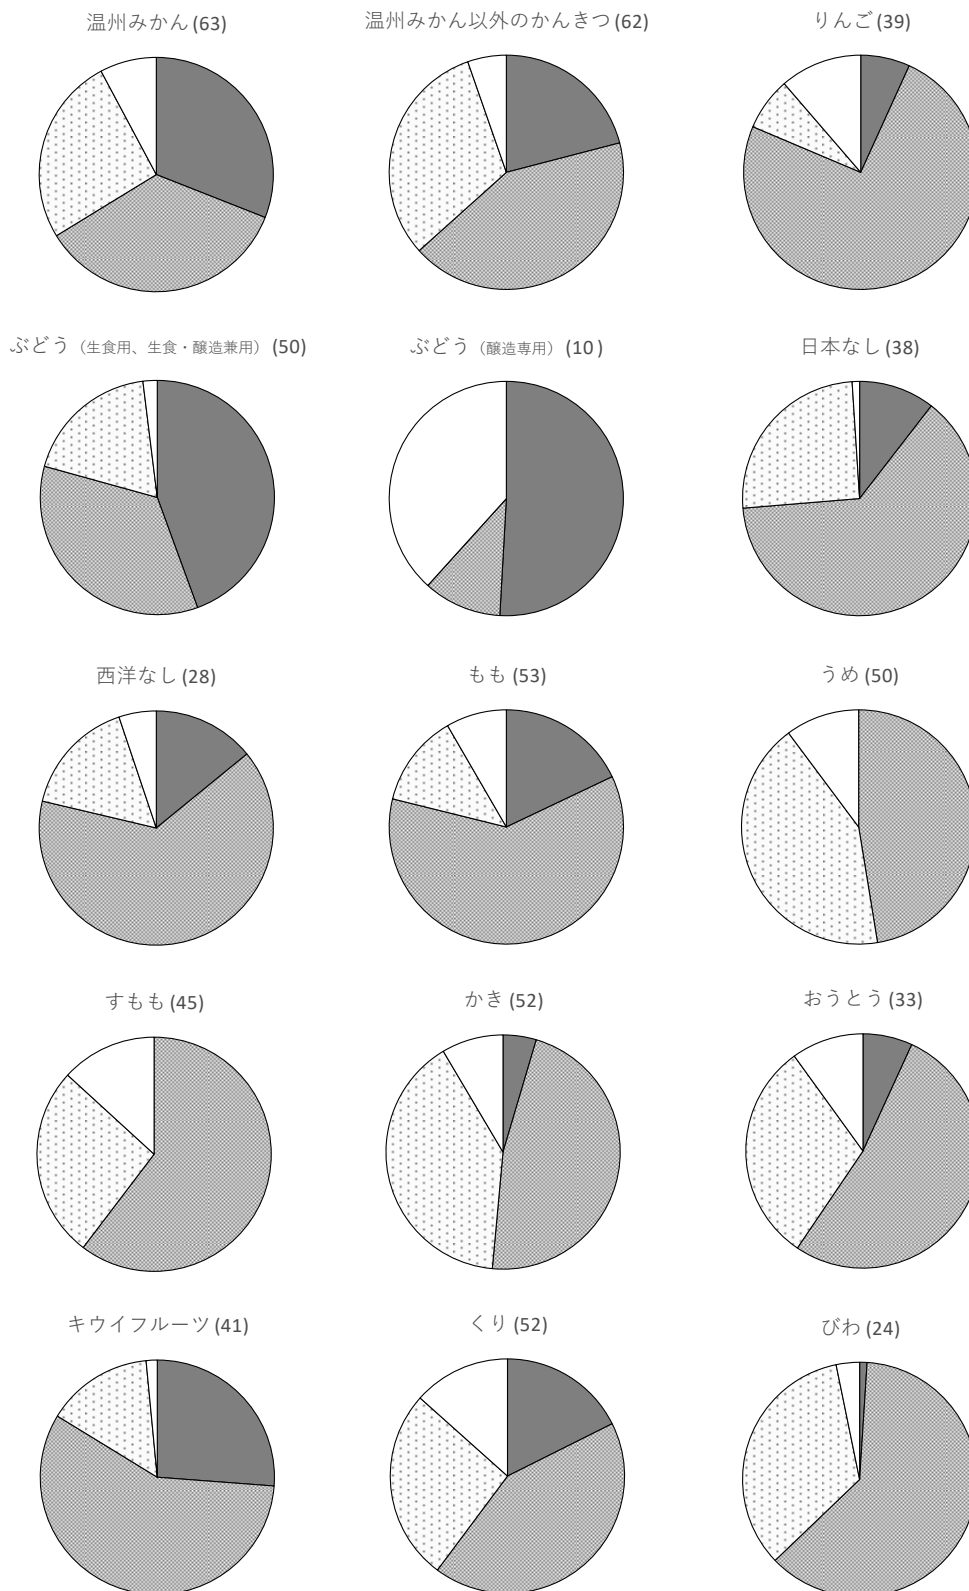 温州みかん (63)
温州みかん以外のかんきつ (62)
りんご (39)
ぶどう（生食用、生食・醸造兼用）(50)
ぶどう（醸造専用）(10 )
日本なし (38)
西洋なし (28)
もも (53)
うめ (50)
すもも (45)
かき (52)
おうとう (33)
キウイフルーツ (41)
くり (52)
びわ (24)